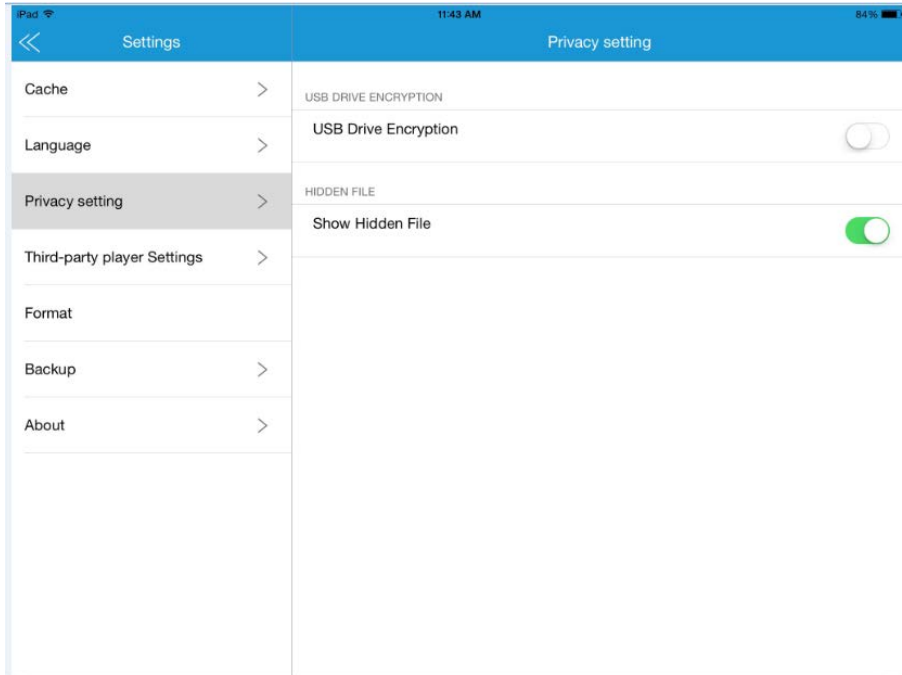 iPad
11:43 AM
84%
Settings
Privacy setting
Cache
Language
Privacy setting
Third-party player Settings
Format
Backup
About
USB DRIVE ENCRYPTION
USB Drive Encryption
HIDDEN FILE
Show Hidden File